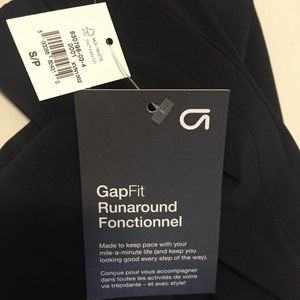 GapFit
Runaround
Fonctionnel
Made to keep pace with your
mile-a-minute life (and keep you
looking good every step of the way).
Conçue pour vous accompagner
dans toutes les activités de votre
vie trépidante – et avec style!
S/P